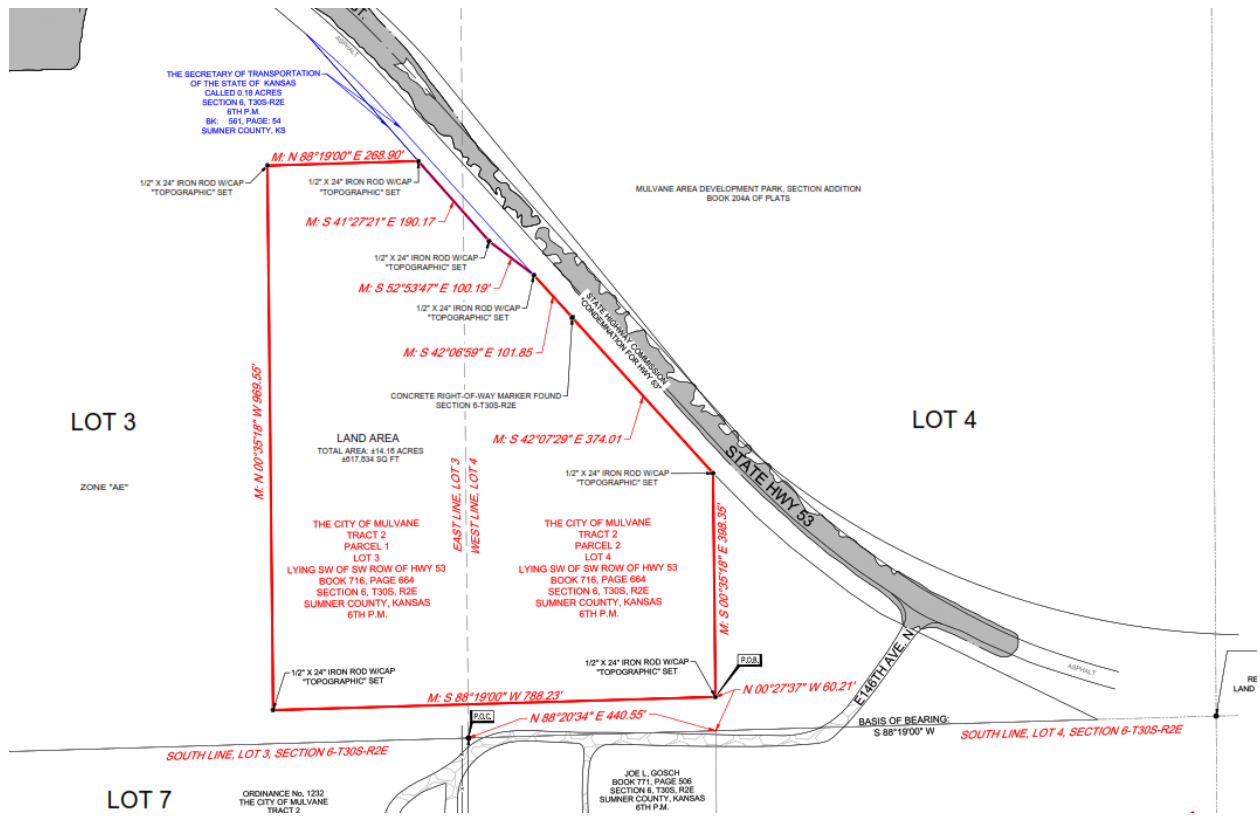 ST.
ASPHALT
THE SECRETARY OF TRANSPORTATION
OF THE STATE OF KANSAS
CALLED 0.18 ACRES
SECTION 6, T30S-R2E
6TH P.M.
BK: 561, PAGE: 54
SUMNER COUNTY, KS
M: N 88°19'00" E 268.90'
1/2" X 24" IRON ROD W/CAP
"TOPOGRAPHIC" SET
1/2" X 24" IRON ROD W/CAP
"TOPOGRAPHIC" SET
MULVANE AREA DEVELOPMENT PARK, SECTION ADDITION
BOOK 204A OF PLATS
M: S 41°27'21" E 190.17
1/2" X 24" IRON ROD W/CAP
"TOPOGRAPHIC" SET
M: S 52°53'47" E 100.19'
1/2" X 24" IRON ROD W/CAP
"TOPOGRAPHIC" SET
STATE HIGHWAY COMMISSION
"CONDEMNATION FOR HWY 53"
M: S 42°06'59" E 101.85
CONCRETE RIGHT-OF-WAY MARKER FOUND
SECTION 6-T30S-R2E
M: N 00°35'18" W 969.55'
LOT 3
LOT 4
LAND AREA
TOTAL AREA: ±14.18 ACRES
±617,634 SQ FT
M: S 42°07'29" E 374.01
ZONE "AE"
EAST LINE, LOT 3
WEST LINE, LOT 4
1/2" X 24" IRON ROD W/CAP
"TOPOGRAPHIC" SET
STATE HWY 53
THE CITY OF MULVANE
TRACT 2
PARCEL 1
LOT 3
LYING SW OF SW ROW OF HWY 53
BOOK 716, PAGE 664
SECTION 6, T30S, R2E
SUMNER COUNTY, KANSAS
6TH P.M.
THE CITY OF MULVANE
TRACT 2
PARCEL 2
LOT 4
LYING SW OF SW ROW OF HWY 53
BOOK 716, PAGE 664
SECTION 6, T30S, R2E
SUMNER COUNTY, KANSAS
6TH P.M.
M: S 00°35'18" E 398.35'
1/2" X 24" IRON ROD W/CAP
"TOPOGRAPHIC" SET
1/2" X 24" IRON ROD W/CAP
"TOPOGRAPHIC" SET
P.O.B.
E146TH AVE. N.
ASPHALT
M: S 88°19'00" W 788.23'
N 00°27'37" W 60.21'
RE
LAND
P.O.C.
N 88°20'34" E 440.55'
BASIS OF BEARING:
S 88°19'00" W
SOUTH LINE, LOT 3, SECTION 6-T30S-R2E
SOUTH LINE, LOT 4, SECTION 6-T30S-R2E
LOT 7
ORDINANCE No. 1232
THE CITY OF MULVANE
TRACT 2
JOE L. GOSCH
BOOK 771, PAGE 506
SECTION 6, T30S, R2E
SUMNER COUNTY, KANSAS
6TH P.M.